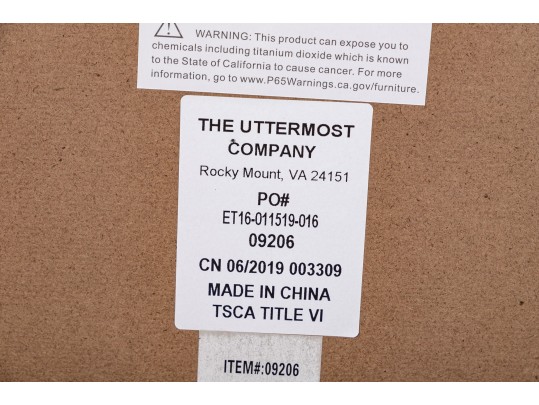 WARNING: This product can expose you to
chemicals including titanium dioxide which is known
to the State of California to cause cancer. For more
information, go to www.P65Warnings.ca.gov/furniture.
THE UTTERMOST
COMPANY
Rocky Mount, VA 24151
PO#
ET16-011519-016
09206
CN 06/2019 003309
MADE IN CHINA
TSCA TITLE VI
ITEM#:09206